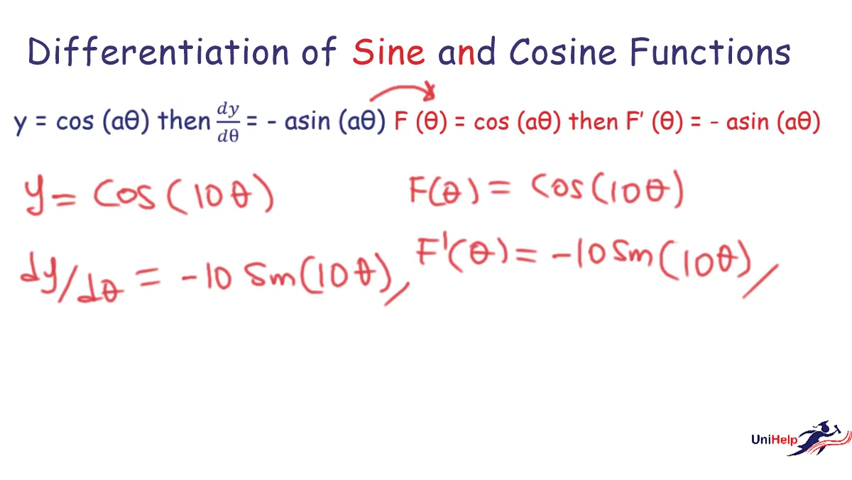 Differentiation of Sine and Cosine Functions
y = cos (aθ) then dy/dθ = - asin (aθ) F (θ) = cos (aθ) then F' (θ) = - asin (aθ)
y = Cos(10θ) F(θ) = Cos(10θ)
dy/dθ = -10 Sin(10θ) F'(θ) = -10 Sin(10θ)
UniHelp